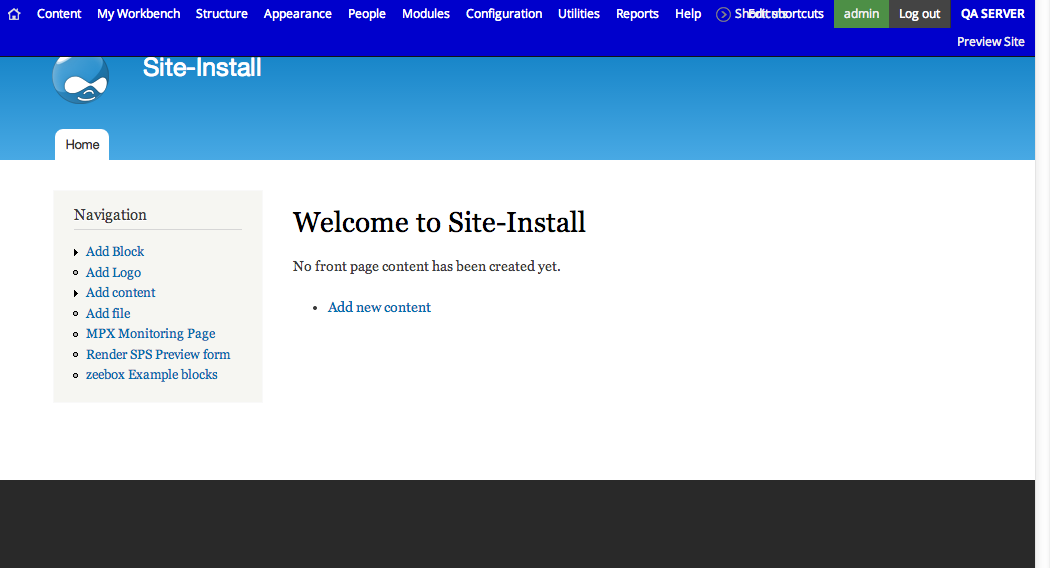 Content My Workbench Structure Appearance People Modules Configuration Utilities Reports Help Shortcuts Edit shortcuts admin Log out QA SERVER
Preview Site
Site-Install
Home
Navigation
Add Block
Add Logo
Add content
Add file
MPX Monitoring Page
Render SPS Preview form
zeebox Example blocks
Welcome to Site-Install
No front page content has been created yet.
Add new content